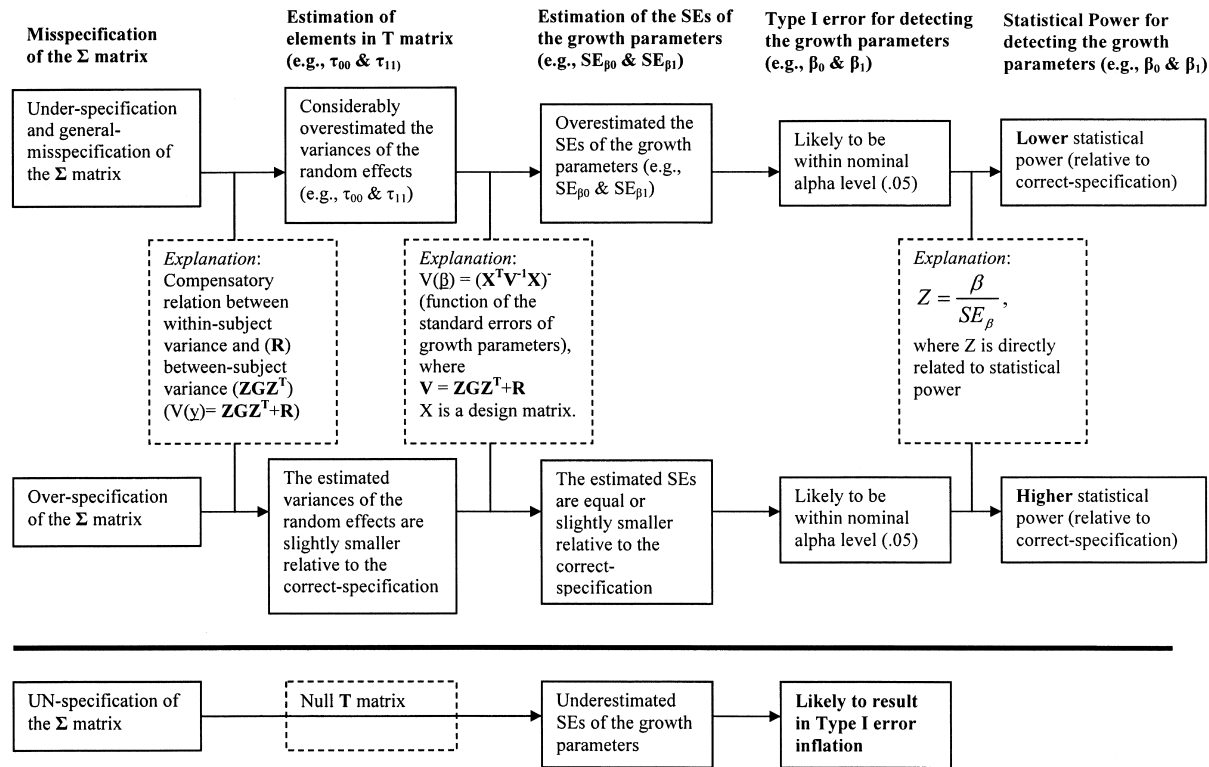 Misspecification
of the Σ matrix
Estimation of
elements in T matrix
(e.g., τ00 & τ11)
Estimation of the SEs of
the growth parameters
(e.g., SEβ0 & SEβ1)
Type I error for detecting
the growth parameters
(e.g., β0 & β1)
Statistical Power for
detecting the growth
parameters (e.g., β0 & β1)
Under-specification
and general-
misspecification of
the Σ matrix
Considerably
overestimated the
variances of the
random effects
(e.g., τ00 & τ11)
Overestimated the
SEs of the growth
parameters (e.g.,
SEβ0 & SEβ1)
Likely to be
within nominal
alpha level (.05)
Lower statistical
power (relative to
correct-specification)
Explanation:
Compensatory
relation between
within-subject
variance and (R)
between-subject
variance (ZGZ^T)
(V(y)= ZGZ^T+R)
Explanation:
V(β) = (X^TV^-1X)^-
(function of the
standard errors of
growth parameters),
where
V = ZGZ^T+R
X is a design matrix.
Explanation:
Z = β / SEβ ,
where Z is directly
related to statistical
power
Over-specification
of the Σ matrix
The estimated
variances of the
random effects are
slightly smaller
relative to the
correct-specification
The estimated SEs
are equal or
slightly smaller
relative to the
correct-
specification
Likely to be
within nominal
alpha level (.05)
Higher statistical
power (relative to
correct-specification)
UN-specification of
the Σ matrix
Null T matrix
Underestimated
SEs of the growth
parameters
Likely to result
in Type I error
inflation